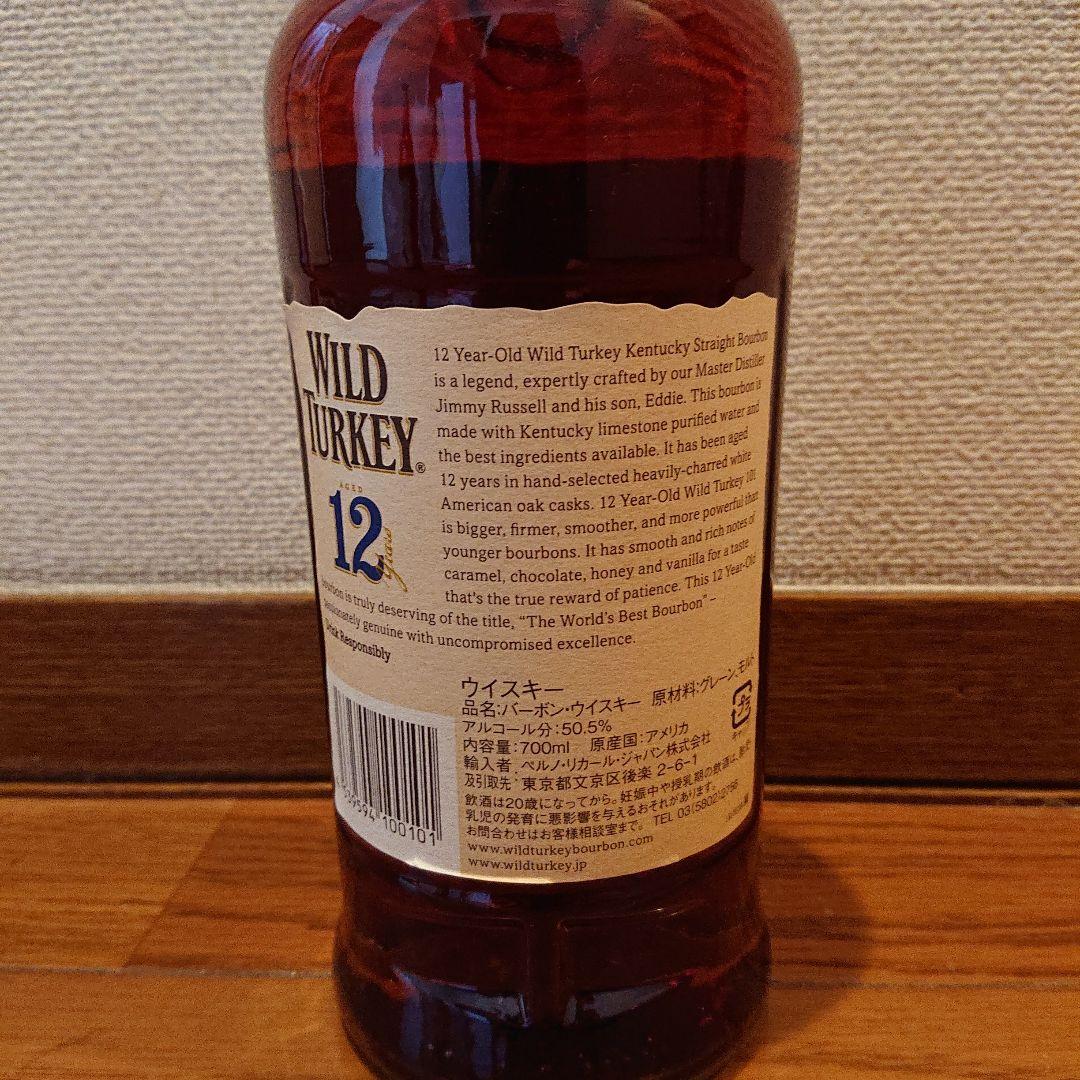 WILD
TURKEY®
AGED
12
years
12 Year-Old Wild Turkey Kentucky Straight Bourbon
is a legend, expertly crafted by our Master Distiller
Jimmy Russell and his son, Eddie. This bourbon is
made with Kentucky limestone purified water and
the best ingredients available. It has been aged
12 years in hand-selected heavily-charred white
American oak casks. 12 Year-Old Wild Turkey 101
is bigger, firmer, smoother, and more powerful than
younger bourbons. It has smooth and rich notes of
caramel, chocolate, honey and vanilla for a taste
that's the true reward of patience. This 12 Year-Old
is truly deserving of the title, "The World's Best Bourbon" –
genuine with uncompromised excellence.
Responsibly
ウイスキー
品名:バーボン・ウイスキー 原材料:グレーン、モルト
アルコール分:50.5%
内容量:700ml 原産国:アメリカ
輸入者 ペルノ・リカール・ジャパン株式会社
及引取先: 東京都文京区後楽 2-6-1
飲酒は20歳になってから。妊娠中や授乳期の飲酒は、
乳児の発育に悪影響を与えるおそれがあります。
お問合わせはお客様相談室まで。 TEL 03(5802)
www.wildturkeybourbon.com
www.wildturkey.jp
プラ
100101